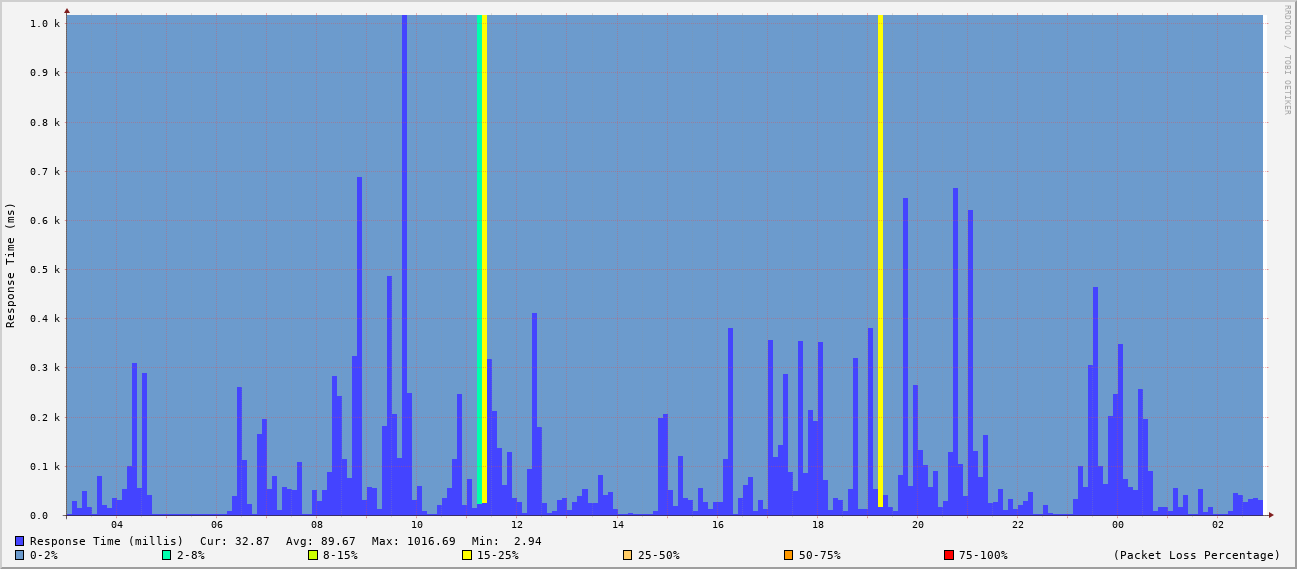 RRDTOOL / TOBI OETIKER
Response Time (ms)
1.0 k
0.9 k
0.8 k
0.7 k
0.6 k
0.5 k
0.4 k
0.3 k
0.2 k
0.1 k
0.0
04 06 08 10 12 14 16 18 20 22 00 02
Response Time (millis) Cur: 32.87 Avg: 89.67 Max: 1016.69 Min: 2.94
0-2% 2-8% 8-15% 15-25% 25-50% 50-75% 75-100% (Packet Loss Percentage)